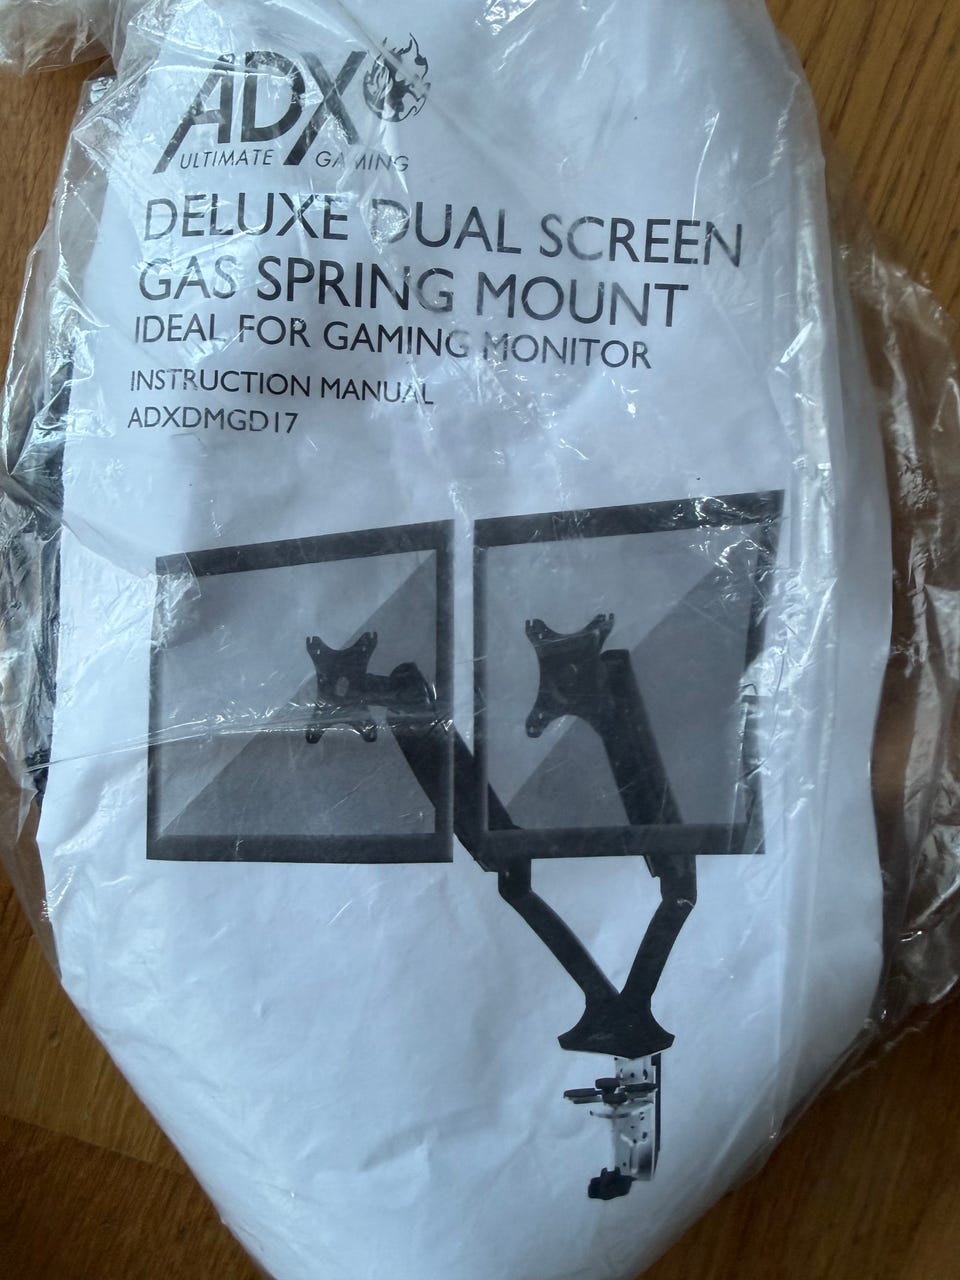 ADX
ULTIMATE GAMING
DELUXE DUAL SCREEN
GAS SPRING MOUNT
IDEAL FOR GAMING MONITOR
INSTRUCTION MANUAL
ADXDMGD17